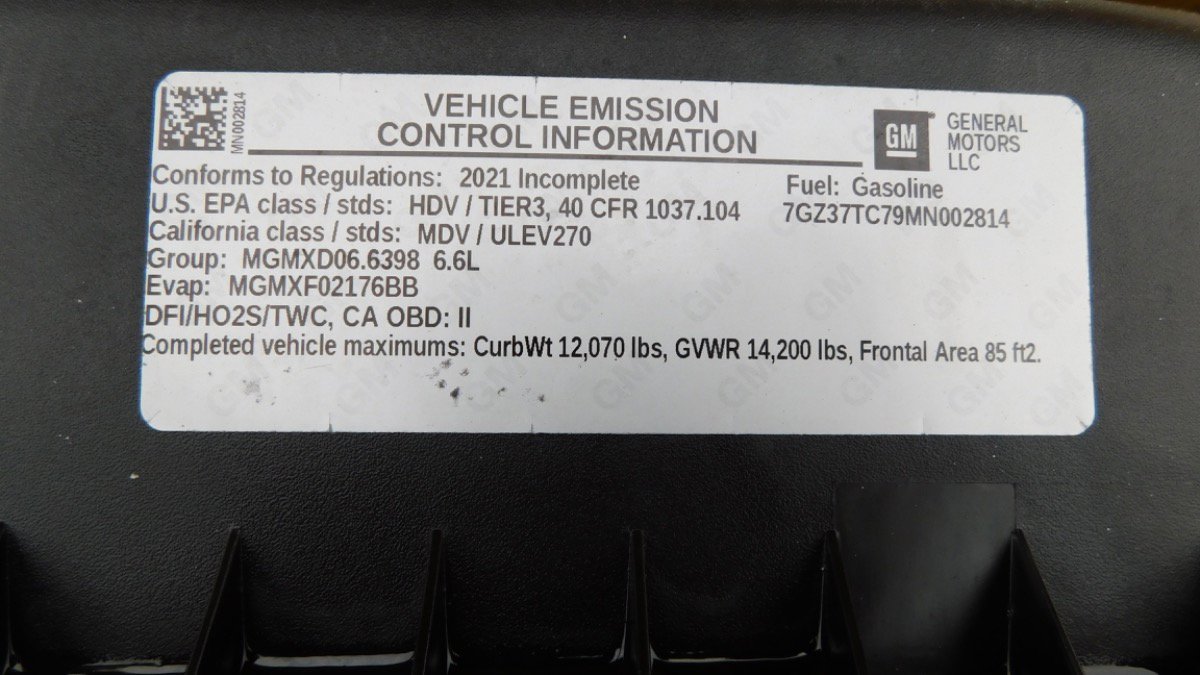 MN002814
VEHICLE EMISSION
CONTROL INFORMATION
GM
GENERAL
MOTORS
LLC
Conforms to Regulations: 2021 Incomplete
Fuel: Gasoline
U.S. EPA class / stds: HDV / TIER3, 40 CFR 1037.104
7GZ37TC79MN002814
California class / stds: MDV / ULEV270
Group: MGMXD06.6398 6.6L
Evap: MGMXF02176BB
DFI/HO2S/TWC, CA OBD: II
Completed vehicle maximums: CurbWt 12,070 lbs, GVWR 14,200 lbs, Frontal Area 85 ft2.